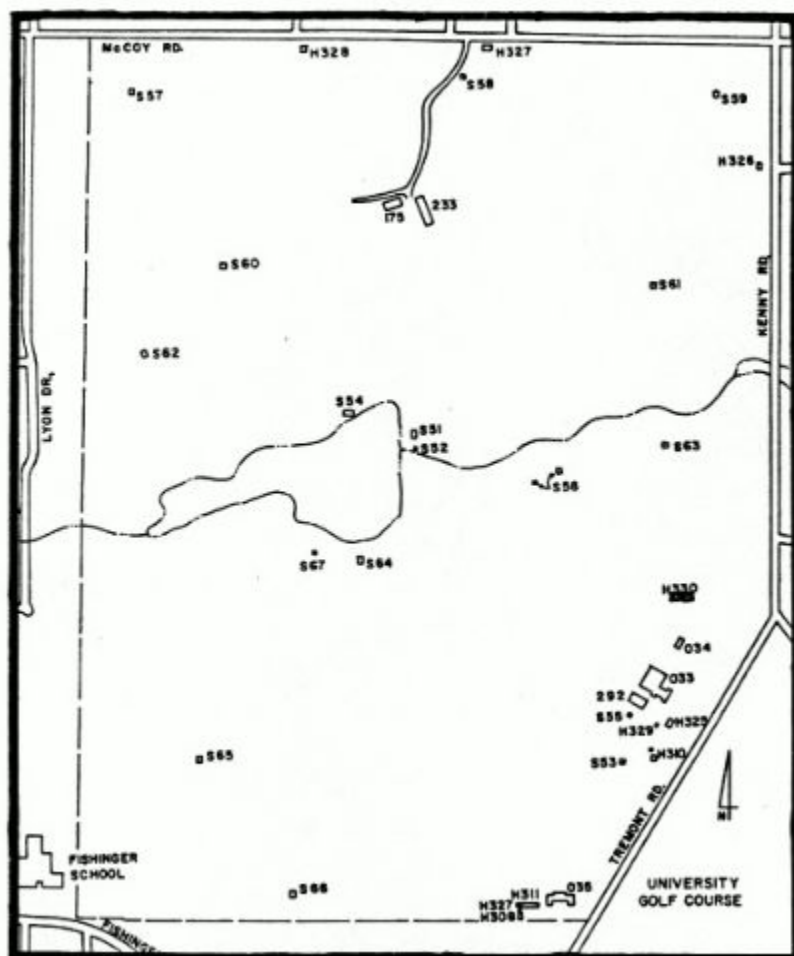 McCOY RD.
H328
H327
S58
S57
S59
H326
175
233
S60
S61
KENNY RD.
S62
LYON DR.
S54
S51
S52
S63
S56
S67
S64
H330
034
033
292
S55
H329
H325
H310
S53
S65
TREMONT RD.
N
FISHINGER
SCHOOL
S66
H311
035
H327
H308
UNIVERSITY
GOLF COURSE
FISHINGER